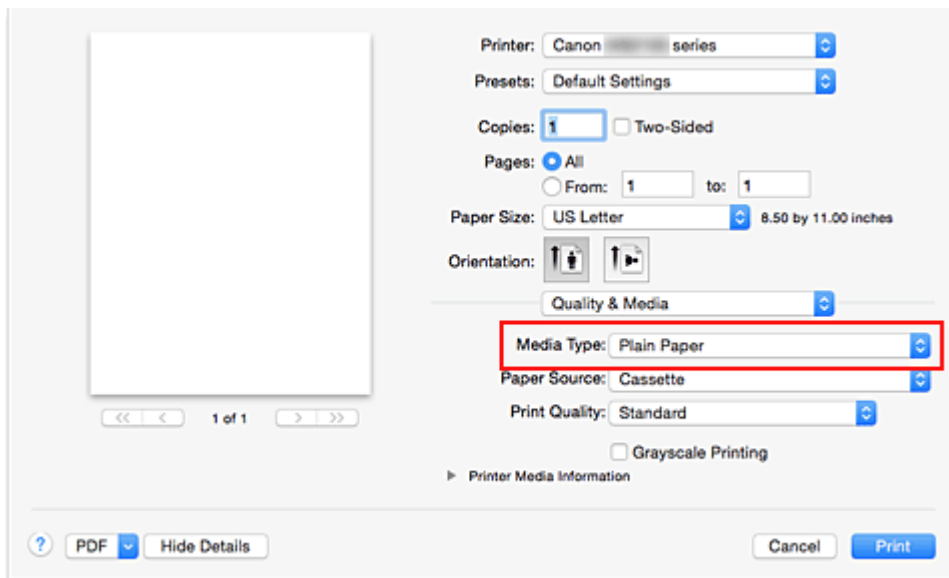 Printer: Canon series
Presets: Default Settings
Copies: 1 Two-Sided
Pages: All
From: 1 to: 1
Paper Size: US Letter 8.50 by 11.00 inches
Orientation:
Quality & Media
Media Type: Plain Paper
Paper Source: Cassette
Print Quality: Standard
Grayscale Printing
Printer Media Information
<< < 1 of 1 > >>
? PDF Hide Details Cancel Print